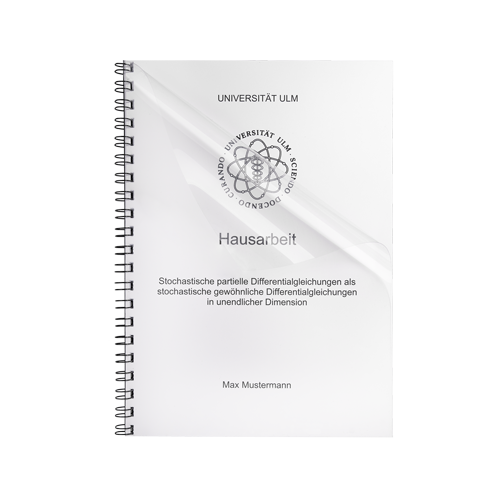 UNIVERSITÄT ULM
UNIVERSITÄT ULM · SCIENDO DOCENDO CURANDO
Hausarbeit
Stochastische partielle Differentialgleichungen als
stochastische gewöhnliche Differentialgleichungen
in unendlicher Dimension
Max Mustermann